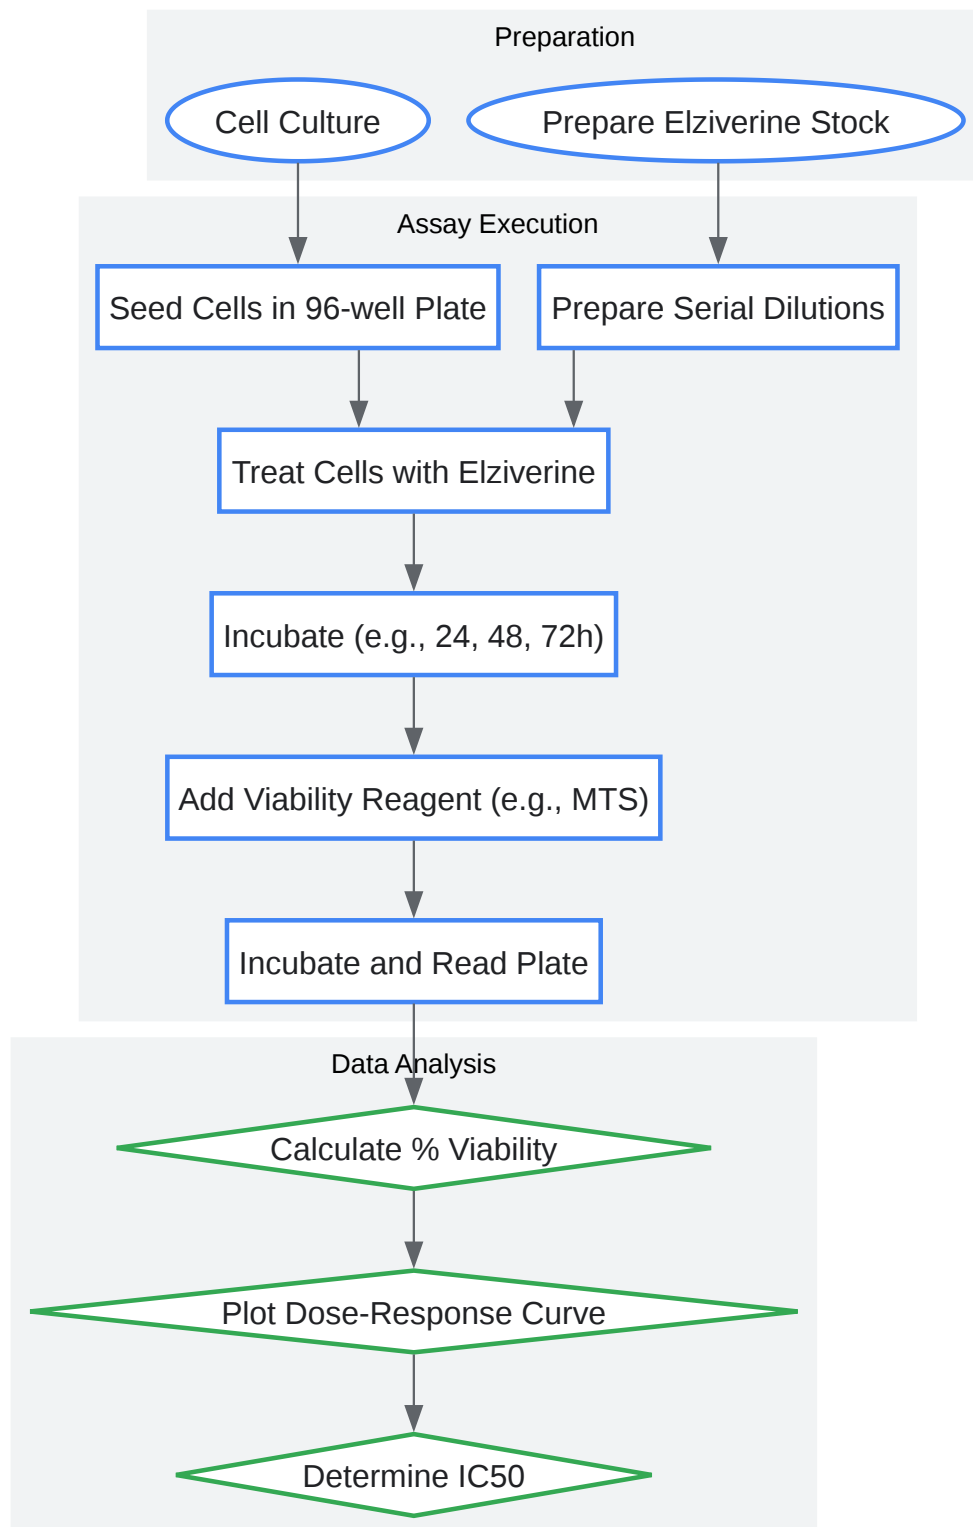 Preparation
Cell Culture
Prepare Elziverine Stock
Assay Execution
Seed Cells in 96-well Plate
Prepare Serial Dilutions
Treat Cells with Elziverine
Incubate (e.g., 24, 48, 72h)
Add Viability Reagent (e.g., MTS)
Incubate and Read Plate
Data Analysis
Calculate % Viability
Plot Dose-Response Curve
Determine IC50